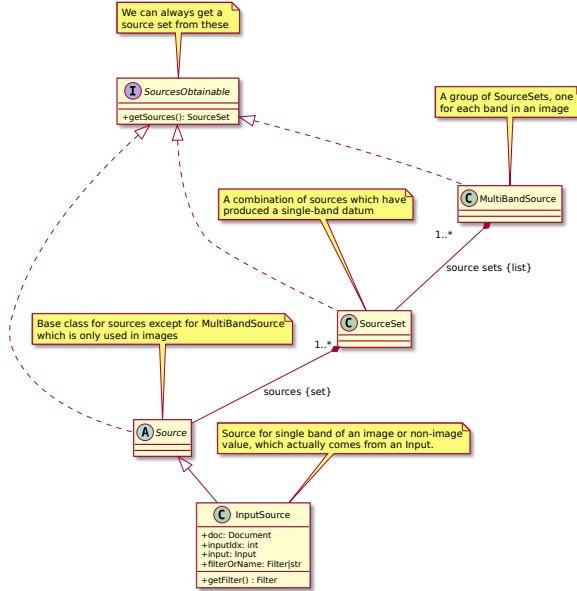 We can always get a
source set from these
I SourcesObtainable
+getSources(): SourceSet
A group of SourceSets, one
for each band in an image
C MultiBandSource
A combination of sources which have
produced a single-band datum
1..*
source sets {list}
C SourceSet
Base class for sources except for MultiBandSource
which is only used in images
1..*
sources {set}
A Source
Source for single band of an image or non-image
value, which actually comes from an Input.
C InputSource
+doc: Document
+inputIdx: int
+input: Input
+filterOrName: Filter|str
+getFilter() : Filter